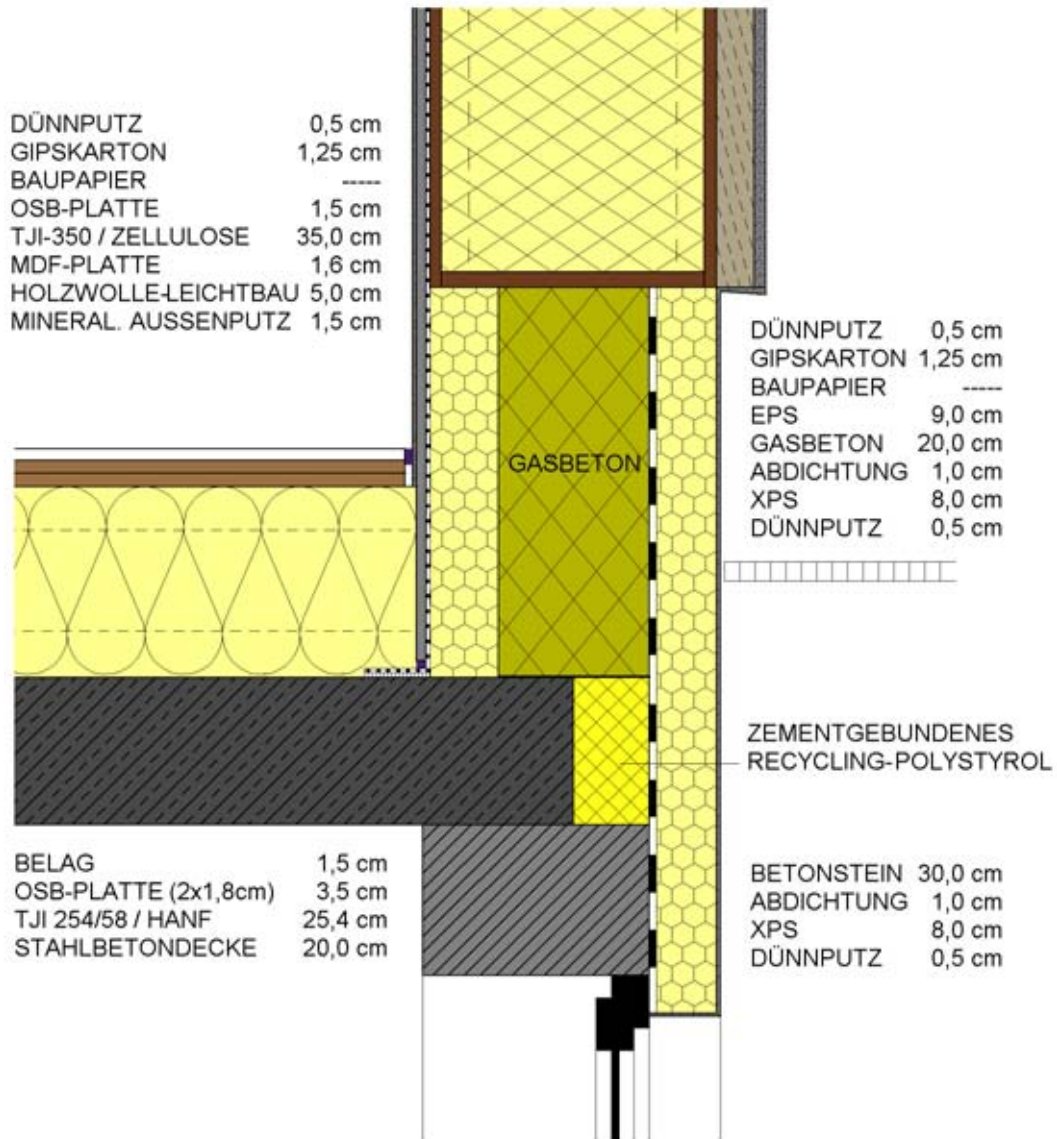 DÜNNPUTZ 0,5 cm
GIPSKARTON 1,25 cm
BAUPAPIER -----
OSB-PLATTE 1,5 cm
TJI-350 / ZELLULOSE 35,0 cm
MDF-PLATTE 1,6 cm
HOLZWOLLE-LEICHTBAU 5,0 cm
MINERAL. AUSSENPUTZ 1,5 cm
DÜNNPUTZ 0,5 cm
GIPSKARTON 1,25 cm
BAUPAPIER -----
EPS 9,0 cm
GASBETON 20,0 cm
ABDICHTUNG 1,0 cm
XPS 8,0 cm
DÜNNPUTZ 0,5 cm
GASBETON
ZEMENTGEBUNDENES
RECYCLING-POLYSTYROL
BELAG 1,5 cm
OSB-PLATTE (2x1,8cm) 3,5 cm
TJI 254/58 / HANF 25,4 cm
STAHLBETONDECKE 20,0 cm
BETONSTEIN 30,0 cm
ABDICHTUNG 1,0 cm
XPS 8,0 cm
DÜNNPUTZ 0,5 cm